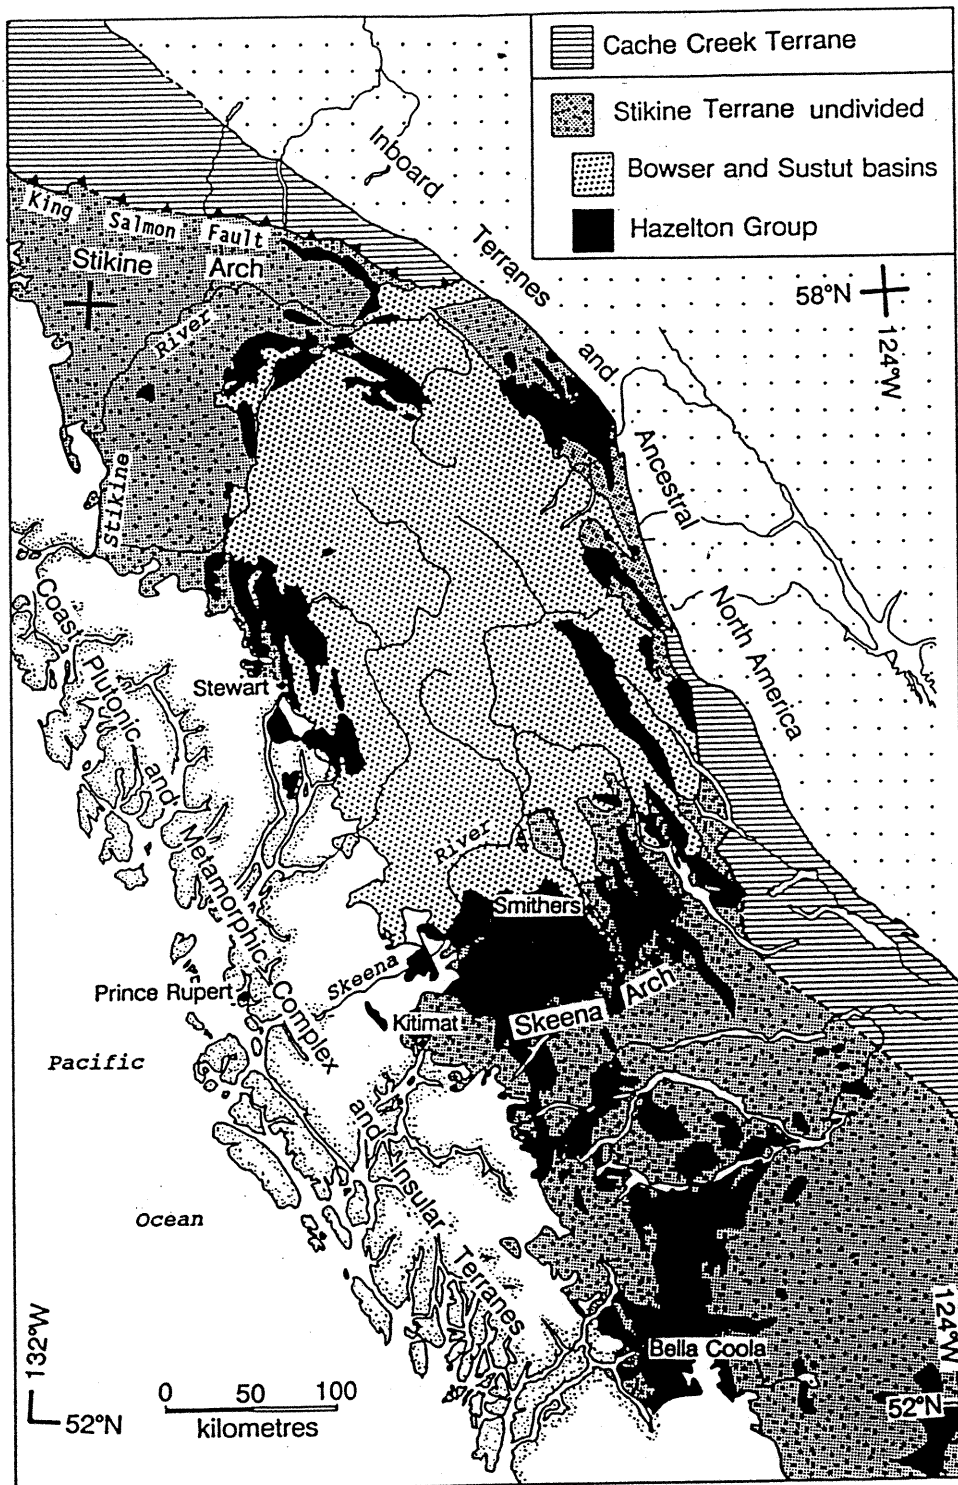 Cache Creek Terrane
Stikine Terrane undivided
Bowser and Sustut basins
Hazelton Group
Inboard
Terranes
and
Ancestral
North America
King Salmon Fault
Stikine Arch
River
Stikine
58°N
124°W
Coast
Plutonic
and
Metamorphic
Complex
and
Insular
Terranes
Stewart
River
Smithers
Skeena
Prince Rupert
Kitimat
Skeena Arch
Pacific
Ocean
Bella Coola
132°W
52°N
0 50 100
kilometres
124°W
52°N